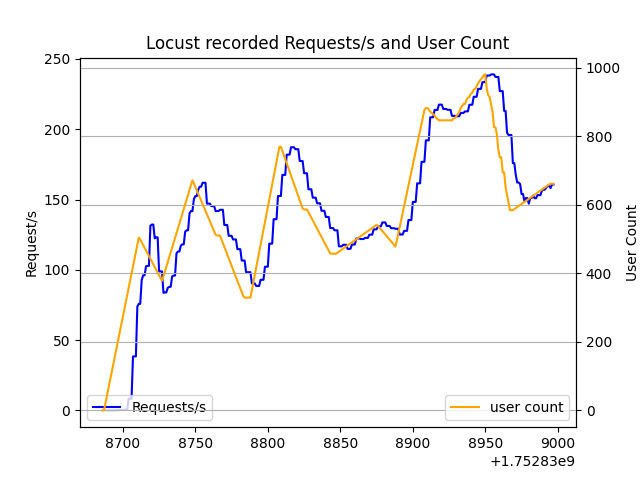 Locust recorded Requests/s and User Count
250
200
150
100
50
0
Request/s
1000
800
600
400
200
0
User Count
Requests/s
user count
8700 8750 8800 8850 8900 8950 9000
+1.75283e9